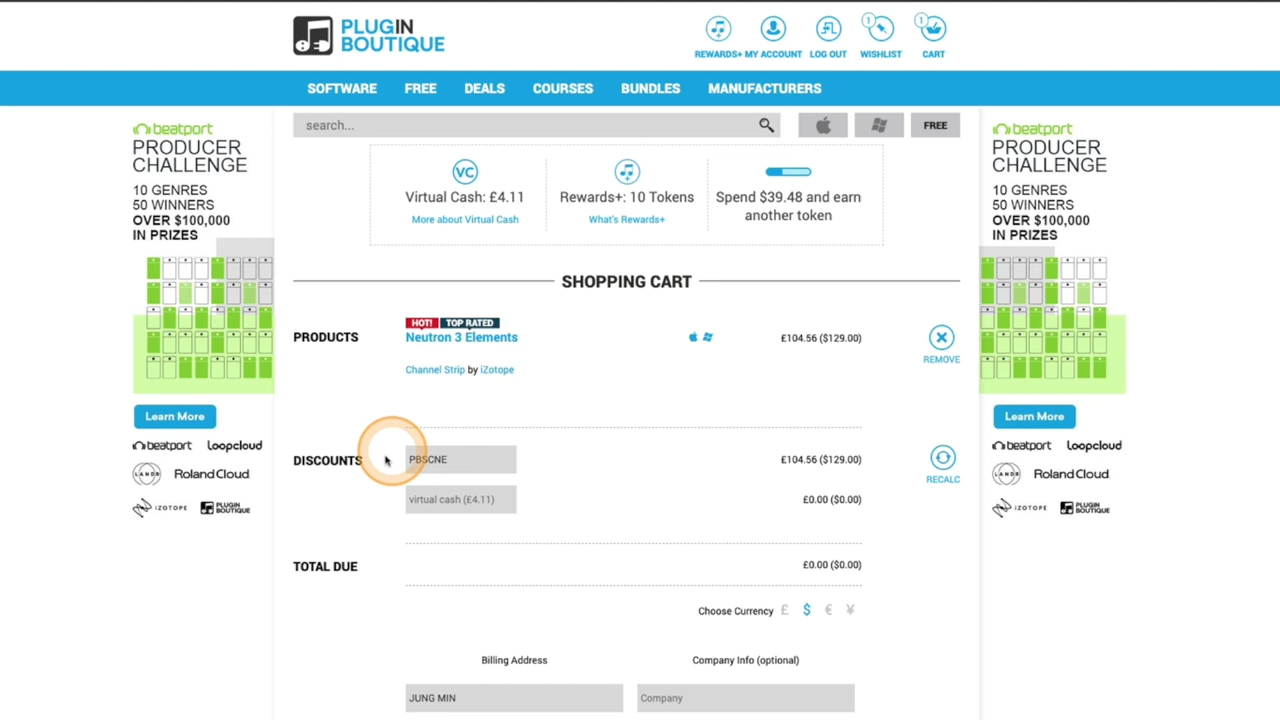 PLUGIN
BOUTIQUE
1
1
REWARDS+ MY ACCOUNT LOG OUT WISHLIST CART
SOFTWARE FREE DEALS COURSES BUNDLES MANUFACTURERS
search...
FREE
beatport
PRODUCER
CHALLENGE
10 GENRES
50 WINNERS
OVER $100,000
IN PRIZES
Learn More
beatport loopcloud
LANDR Roland Cloud
iZOTOPE PLUGIN BOUTIQUE
VC
Virtual Cash: £4.11
More about Virtual Cash
Rewards+: 10 Tokens
What's Rewards+
Spend $39.48 and earn
another token
SHOPPING CART
PRODUCTS
HOT! TOP RATED
Neutron 3 Elements
£104.56 ($129.00)
REMOVE
Channel Strip by iZotope
DISCOUNTS
PBSCNE
£104.56 ($129.00)
RECALC
virtual cash (£4.11)
£0.00 ($0.00)
TOTAL DUE
£0.00 ($0.00)
Choose Currency £ $ € ¥
Billing Address
Company Info (optional)
JUNG MIN
Company
beatport
PRODUCER
CHALLENGE
10 GENRES
50 WINNERS
OVER $100,000
IN PRIZES
Learn More
beatport loopcloud
LANDR Roland Cloud
iZOTOPE PLUGIN BOUTIQUE